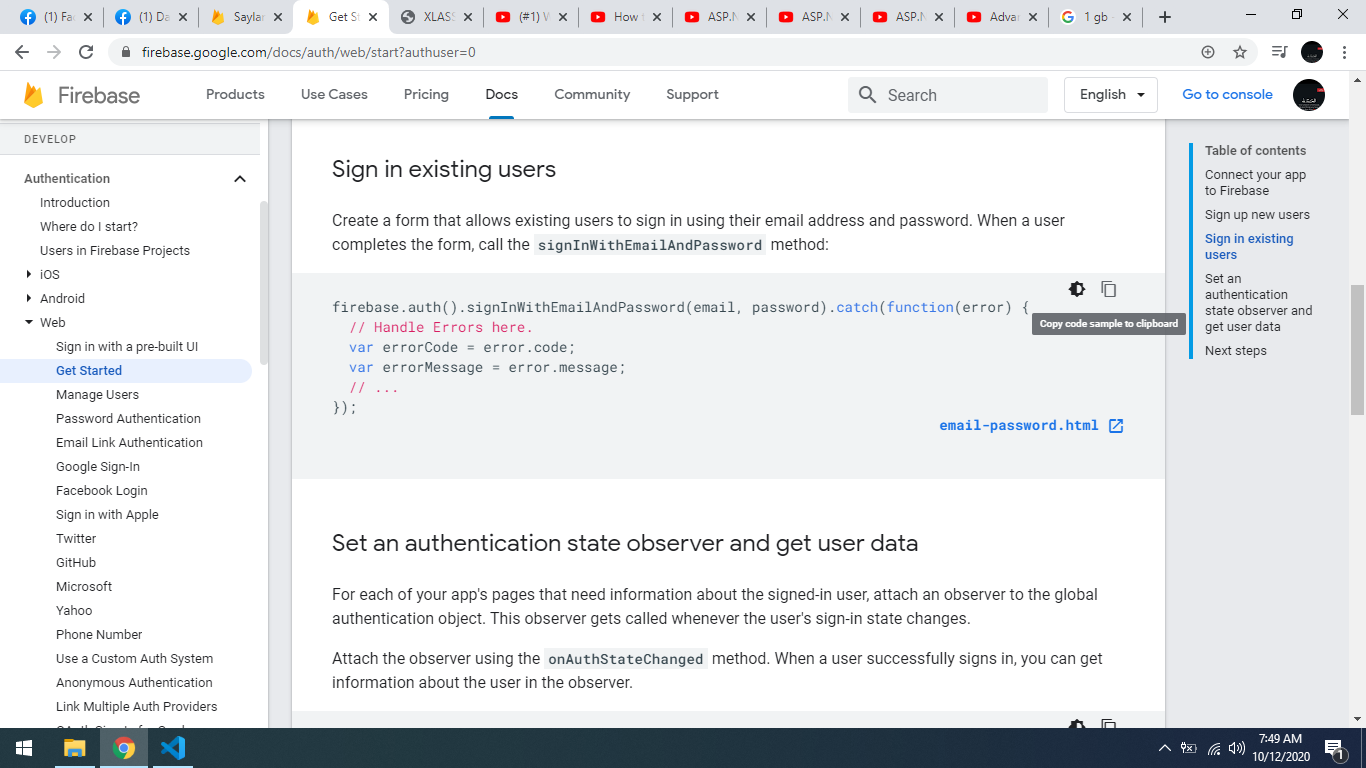 (1) Fac
(1) Da
Saylan
Get St
XLASS
(#1) W
How t
ASP.N
ASP.N
ASP.N
Advan
1 gb -
firebase.google.com/docs/auth/web/start?authuser=0
Firebase
Products
Use Cases
Pricing
Docs
Community
Support
Search
English
Go to console
DEVELOP
Authentication
Introduction
Where do I start?
Users in Firebase Projects
iOS
Android
Web
Sign in with a pre-built UI
Get Started
Manage Users
Password Authentication
Email Link Authentication
Google Sign-In
Facebook Login
Sign in with Apple
Twitter
GitHub
Microsoft
Yahoo
Phone Number
Use a Custom Auth System
Anonymous Authentication
Link Multiple Auth Providers
Sign in existing users
Create a form that allows existing users to sign in using their email address and password. When a user
completes the form, call the signInWithEmailAndPassword method:
firebase.auth().signInWithEmailAndPassword(email, password).catch(function(error) {
// Handle Errors here.
var errorCode = error.code;
var errorMessage = error.message;
// ...
});
Copy code sample to clipboard
email-password.html
Set an authentication state observer and get user data
For each of your app's pages that need information about the signed-in user, attach an observer to the global
authentication object. This observer gets called whenever the user's sign-in state changes.
Attach the observer using the onAuthStateChanged method. When a user successfully signs in, you can get
information about the user in the observer.
Table of contents
Connect your app
to Firebase
Sign up new users
Sign in existing
users
Set an
authentication
state observer and
get user data
Next steps
7:49 AM
10/12/2020
1